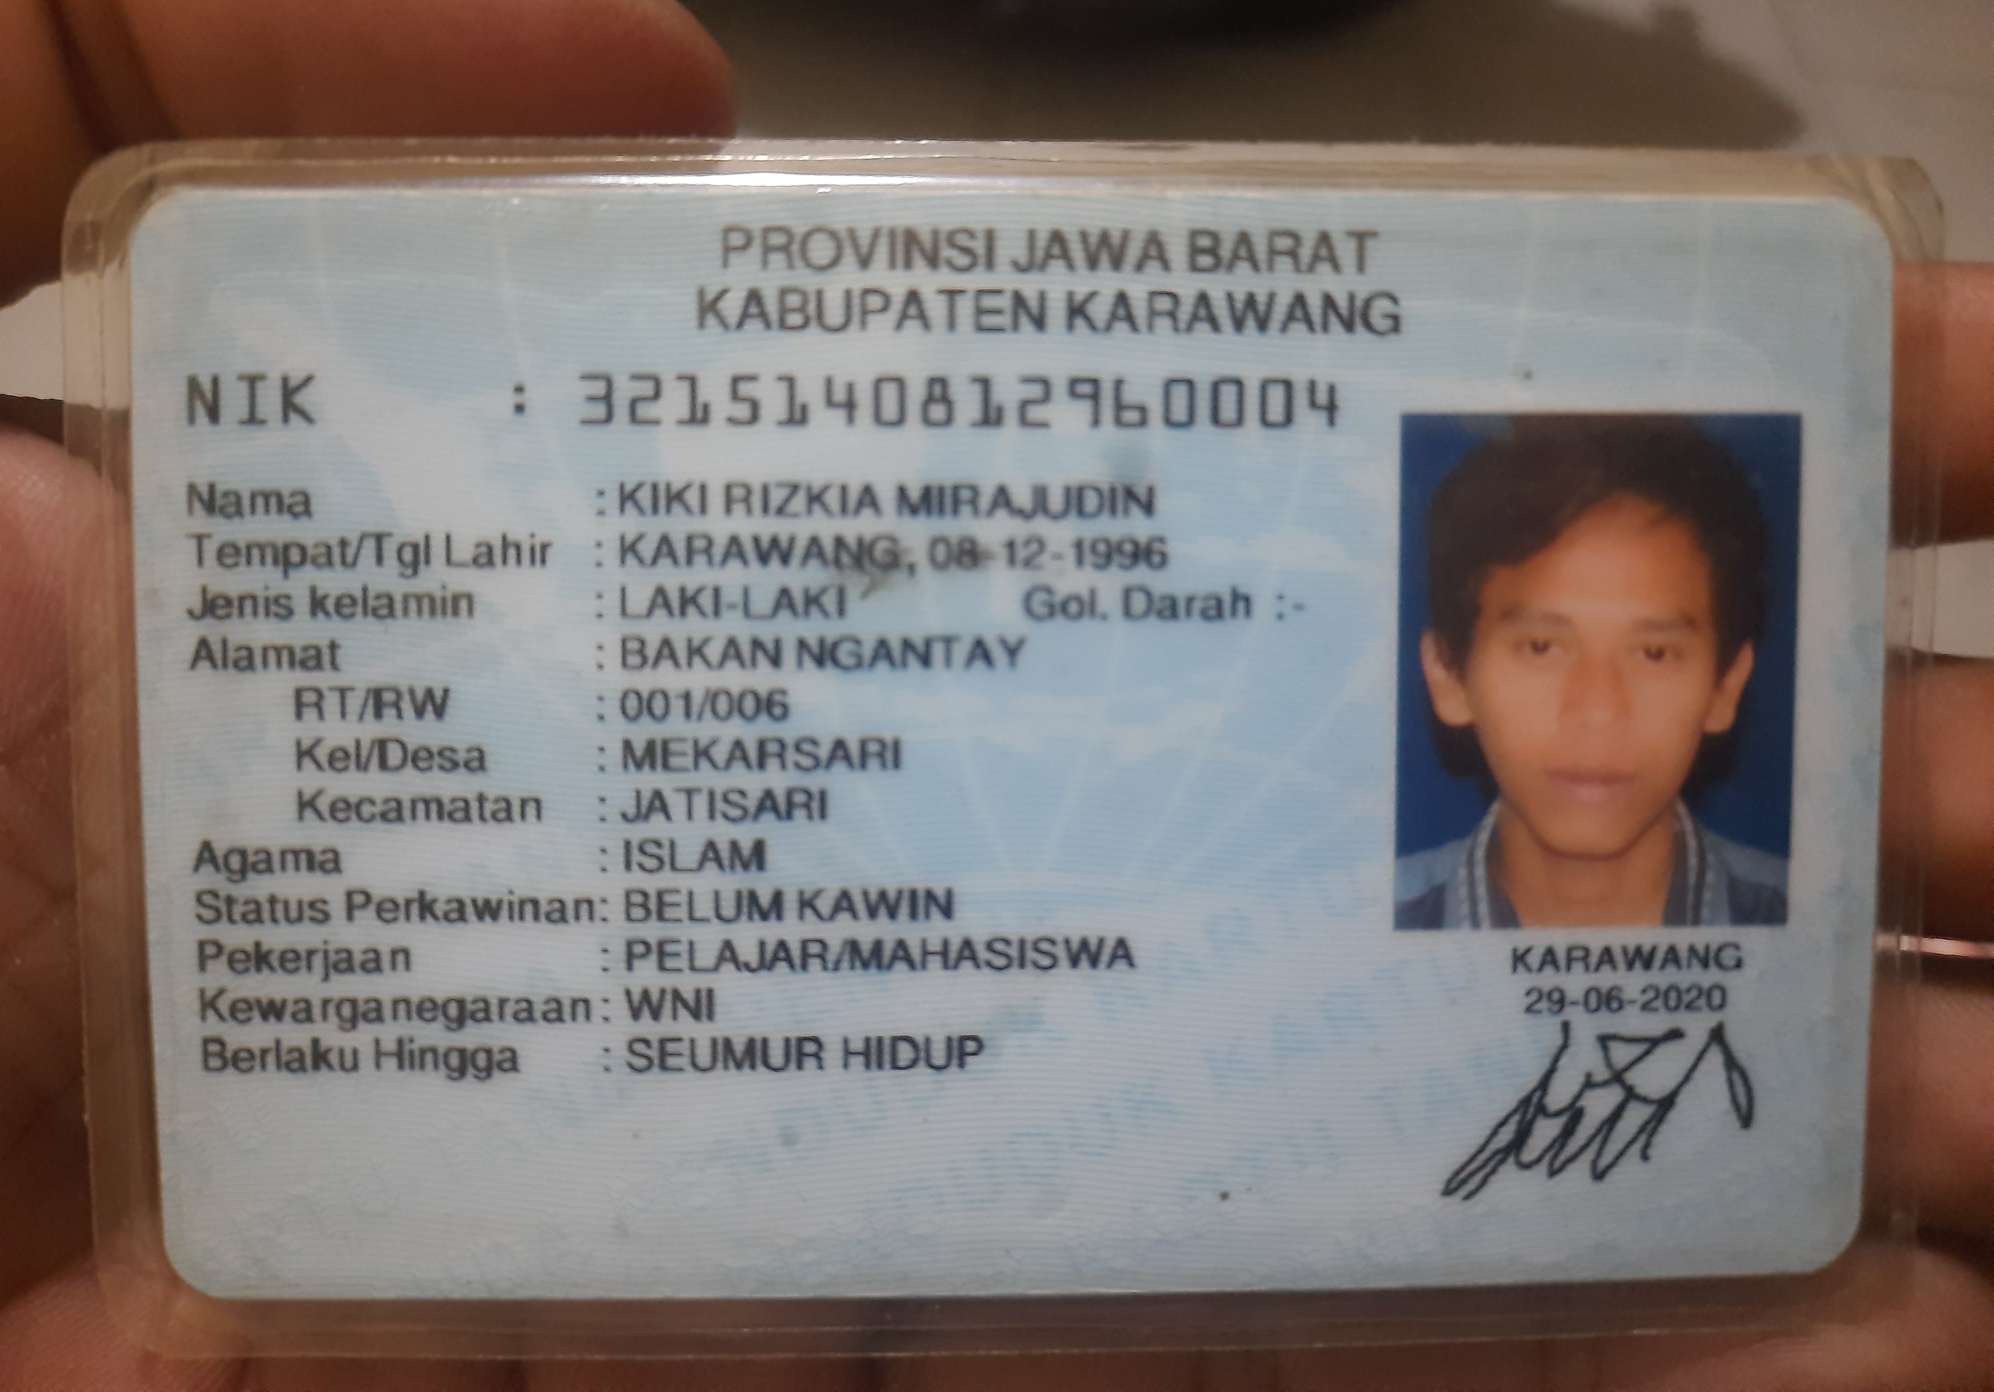 PROVINSI JAWA BARAT
KABUPATEN KARAWANG
NIK : 3215140812960004
Nama : KIKI RIZKIA MIRAJUDIN
Tempat/Tgl Lahir : KARAWANG, 08-12-1996
Jenis kelamin : LAKI-LAKI Gol. Darah :-
Alamat : BAKAN NGANTAY
RT/RW : 001/006
Kel/Desa : MEKARSARI
Kecamatan : JATISARI
Agama : ISLAM
Status Perkawinan: BELUM KAWIN
Pekerjaan : PELAJAR/MAHASISWA
Kewarganegaraan: WNI
Berlaku Hingga : SEUMUR HIDUP
KARAWANG
29-06-2020